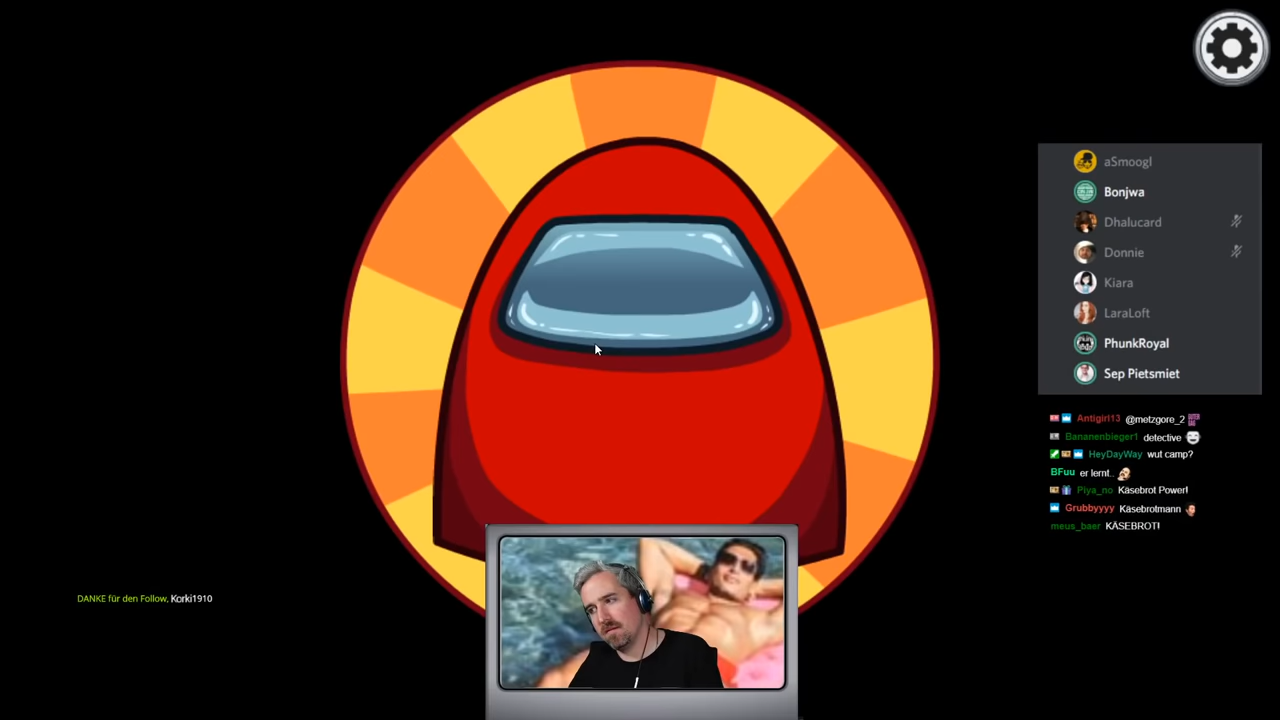 aSmoogl
Bonjwa
Dhalucard
Donnie
Kiara
LaraLoft
PhunkRoyal
Sep Pietsmiet
Antigirl13 @metzgore_2
Bananenbieger1 detective
HeyDayWay wut camp?
BFuu er lernt..
Piya_no Käsebrot Power!
Grubbyyyy Käsebrotmann
meus_baer KÄSEBROT!
DANKE für den Follow, Korki1910